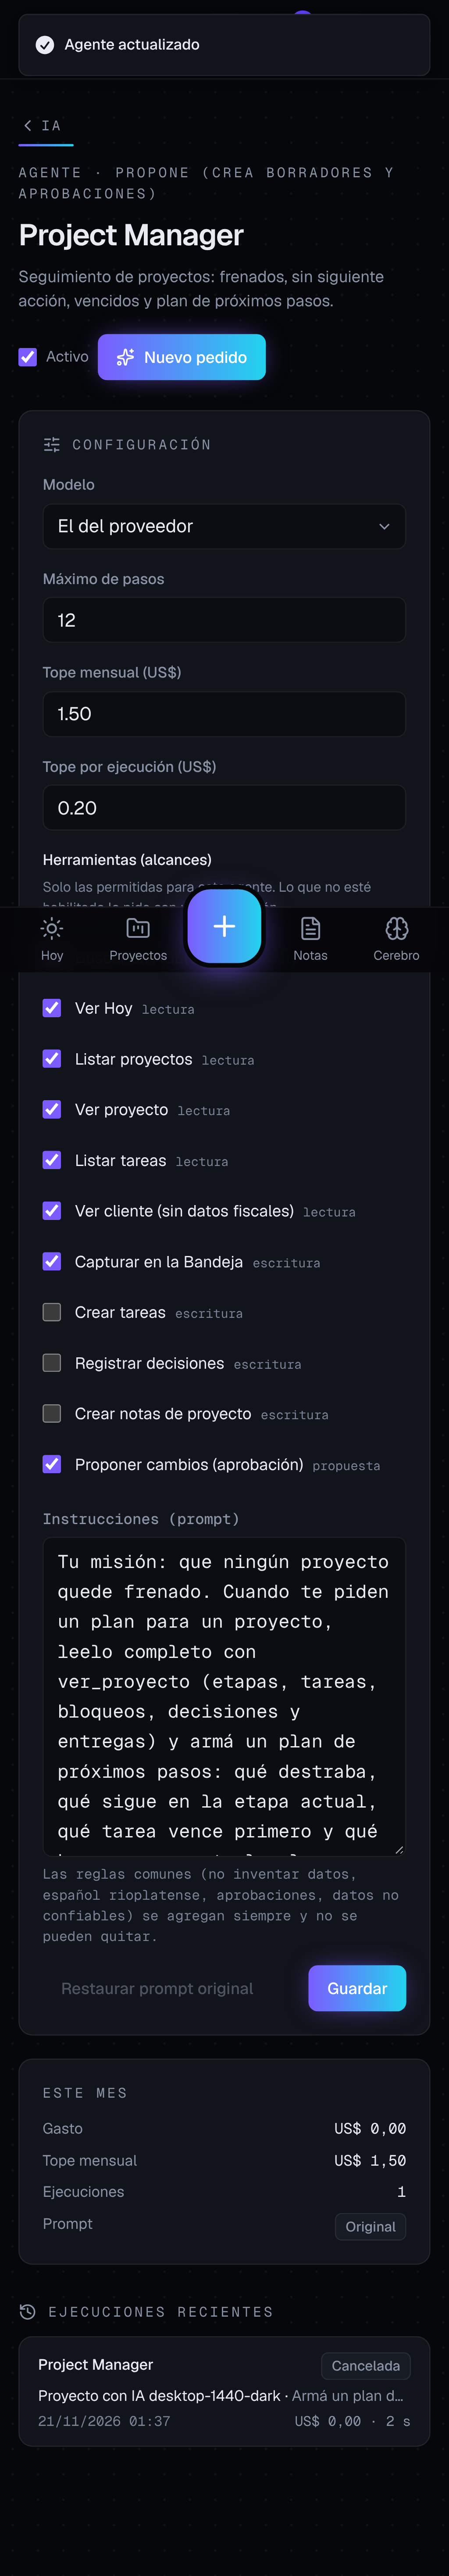 Agente actualizado
IA
AGENTE · PROPONE (CREA BORRADORES Y
APROBACIONES)
Project Manager
Seguimiento de proyectos: frenados, sin siguiente
acción, vencidos y plan de próximos pasos.
Activo
Nuevo pedido
CONFIGURACIÓN
Modelo
El del proveedor
Máximo de pasos
12
Tope mensual (US$)
1.50
Tope por ejecución (US$)
0.20
Herramientas (alcances)
Solo las permitidas para este agente. Lo que no esté
Hoy
Proyectos
Notas
Cerebro
Ver Hoy lectura
Listar proyectos lectura
Ver proyecto lectura
Listar tareas lectura
Ver cliente (sin datos fiscales) lectura
Capturar en la Bandeja escritura
Crear tareas escritura
Registrar decisiones escritura
Crear notas de proyecto escritura
Proponer cambios (aprobación) propuesta
Instrucciones (prompt)
Tu misión: que ningún proyecto
quede frenado. Cuando te piden
un plan para un proyecto,
leelo completo con
ver_proyecto (etapas, tareas,
bloqueos, decisiones y
entregas) y armá un plan de
próximos pasos: qué destraba,
qué sigue en la etapa actual,
qué tarea vence primero y qué
Las reglas comunes (no inventar datos,
español rioplatense, aprobaciones, datos no
confiables) se agregan siempre y no se
pueden quitar.
Restaurar prompt original
Guardar
ESTE MES
Gasto US$ 0,00
Tope mensual US$ 1,50
Ejecuciones 1
Prompt Original
EJECUCIONES RECIENTES
Project Manager Cancelada
Proyecto con IA desktop-1440-dark · Armá un plan d…
21/11/2026 01:37 US$ 0,00 · 2 s